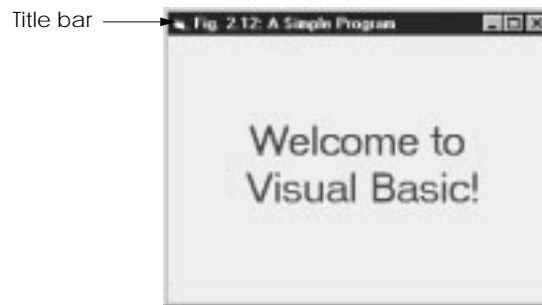 Title bar
Fig. 2.12: A Simple Program
Welcome to
Visual Basic!